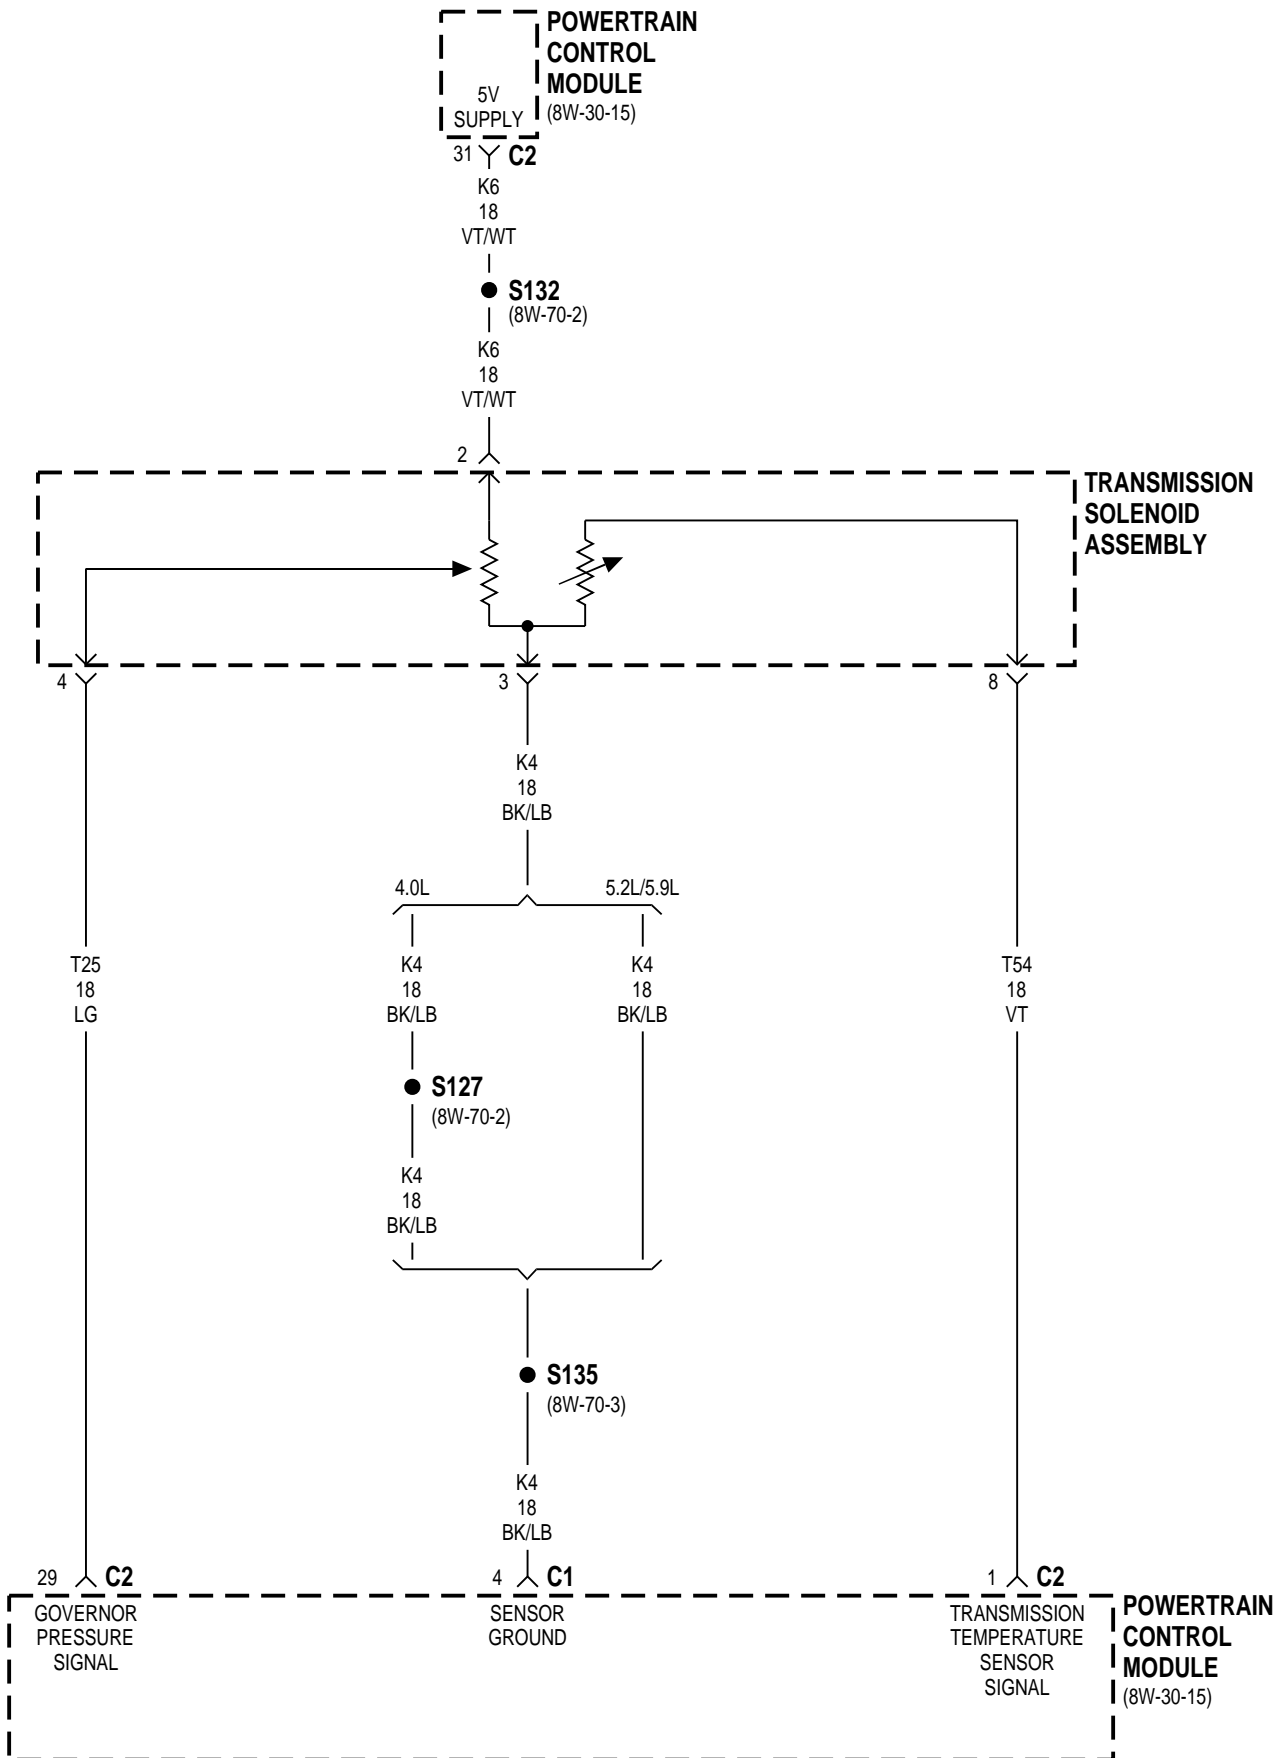 POWERTRAIN
CONTROL
MODULE
(8W-30-15)
5V
SUPPLY
31 C2
K6
18
VT/WT
S132
(8W-70-2)
K6
18
VT/WT
2
TRANSMISSION
SOLENOID
ASSEMBLY
4 3 8
K4
18
BK/LB
4.0L 5.2L/5.9L
T25
18
LG
K4
18
BK/LB
K4
18
BK/LB
T54
18
VT
S127
(8W-70-2)
K4
18
BK/LB
S135
(8W-70-3)
K4
18
BK/LB
29 C2 4 C1 1 C2
GOVERNOR
PRESSURE
SIGNAL
SENSOR
GROUND
TRANSMISSION
TEMPERATURE
SENSOR
SIGNAL
POWERTRAIN
CONTROL
MODULE
(8W-30-15)